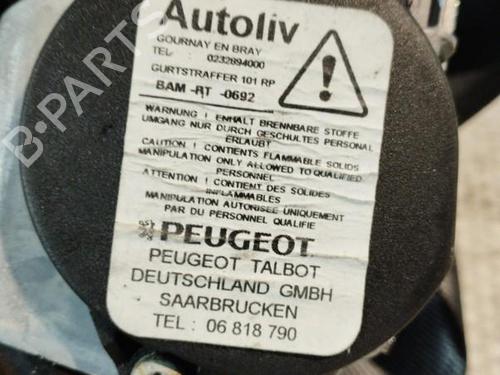 Autoliv
GOURNAY EN BRAY
TEL: 0232894000
GURTSTRAFFER 101 RP
BAM -RT -0692
WARNUNG ! ENHALT BRENNBARE STOFFE
UMGANG NUR DURCH GESCHULTES PERSONAL
ERLAUBT
CAUTION ! CONTENTS FLAMMABLE SOLIDS
MANIPULATION ONLY ALLOWED TO QUALIFIED
PERSONNEL
ATTENTION ! CONTIENT DES SOLIDES
INFLAMMABLES
MANIPULATION AUTORISEE UNIQUEMENT
PAR DU PERSONNEL QUALIFIE
PEUGEOT
PEUGEOT TALBOT
DEUTSCHLAND GMBH
SAARBRUCKEN
TEL : 06 818 790